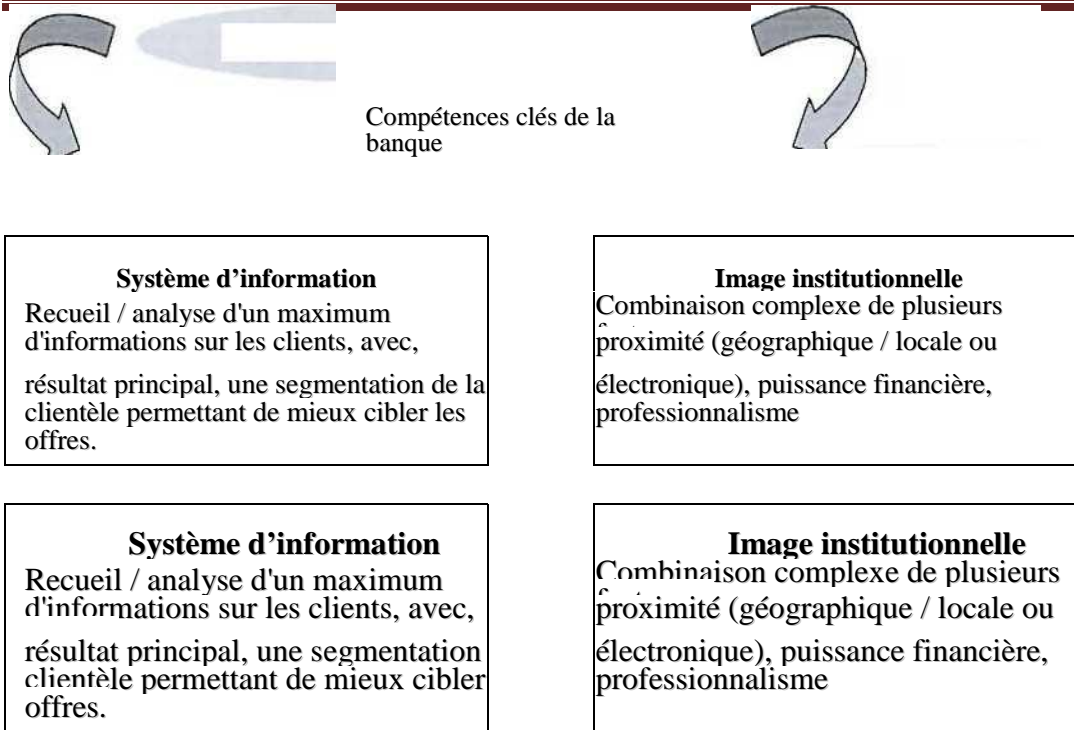 Compétences clés de la
banque
Système d’information
Recueil / analyse d'un maximum
d'informations sur les clients, avec,
résultat principal, une segmentation de la
clientèle permettant de mieux cibler les
offres.
Image institutionnelle
Combinaison complexe de plusieurs
proximité (géographique / locale ou
électronique), puissance financière,
professionnalisme
Système d’information
Recueil / analyse d'un maximum
d'informations sur les clients, avec,
résultat principal, une segmentation
clientèle permettant de mieux cibler
offres.
Image institutionnelle
Combinaison complexe de plusieurs
proximité (géographique / locale ou
électronique), puissance financière,
professionnalisme